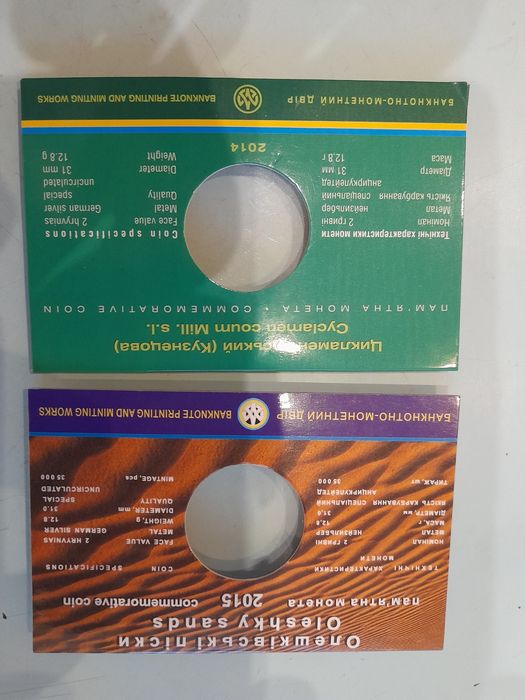 Цикламен
ський (Кузнецова)
Cyclamen coum Mill. s.l.
ПАМ'ЯТНА МОНЕТА • COMMEMORATIVE COIN
Технічні характеристики монети
Номінал 2 гривні
Метал нейзильбер
Якість карбування спеціальний
анциркулейтед
Діаметр 31 мм
Маса 12.8 г
Coin specifications
Face value 2 hryvnias
Metal German silver
Quality special
uncirculated
Diameter 31 mm
Weight 12.8 g
2014
БАНКНОТНО-МОНЕТНИЙ ДВІР
BANKNOTE PRINTING AND MINTING WORKS
Олешківські піски
Oleshky sands
пам'ятна монета 2015 commemorative coin
ТЕХНІЧНІ ХАРАКТЕРИСТИКИ
МОНЕТИ
НОМІНАЛ 2 ГРИВНІ
МЕТАЛ НЕЙЗИЛЬБЕР
МАСА, г 12.8
ДІАМЕТР, мм 31.0
ЯКІСТЬ КАРБУВАННЯ СПЕЦІАЛЬНИЙ
АНЦИРКУЛЕЙТЕД
ТИРАЖ, шт 35 000
COIN SPECIFICATIONS
FACE VALUE 2 HRYVNIAS
METAL GERMAN SILVER
WEIGHT, g 12.8
DIAMETER, mm 31.0
QUALITY SPECIAL
UNCIRCULATED
MINTAGE, pcs 35 000
БАНКНОТНО-МОНЕТНИЙ ДВІР
BANKNOTE PRINTING AND MINTING WORKS